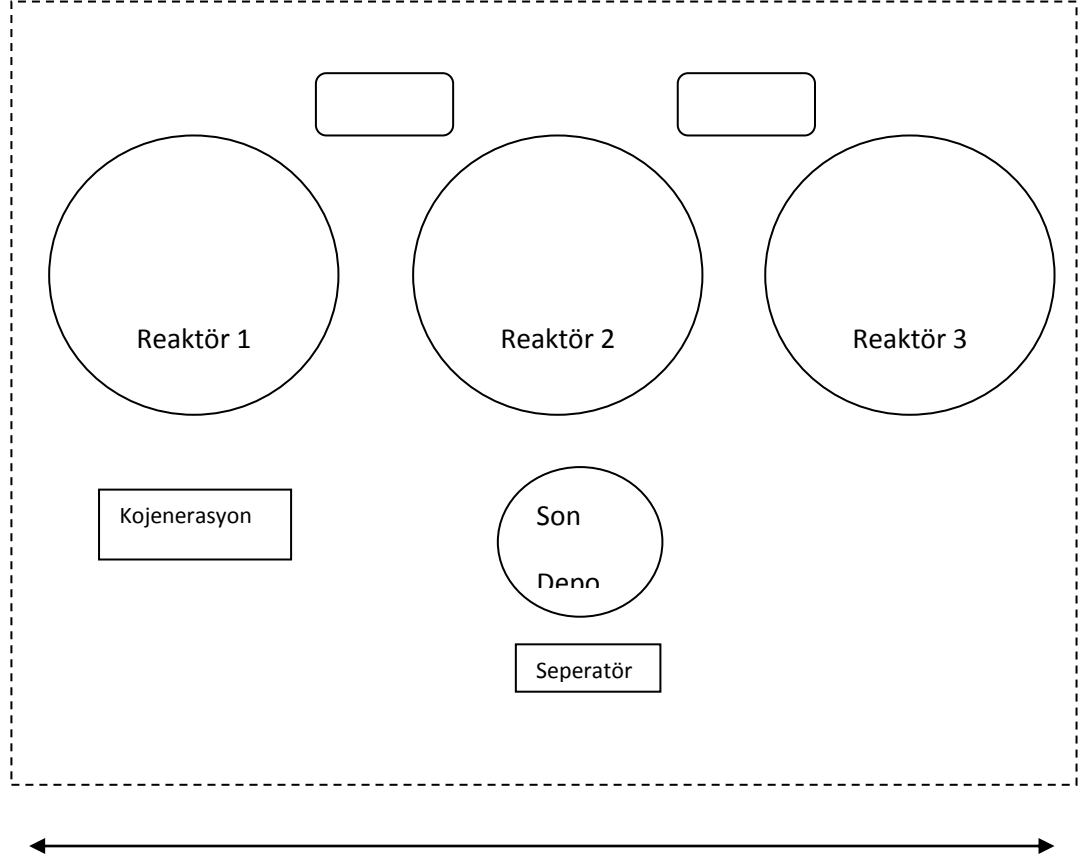 Reaktör 1
Reaktör 2
Reaktör 3
Kojenerasyon
Son
Depo
Seperatör